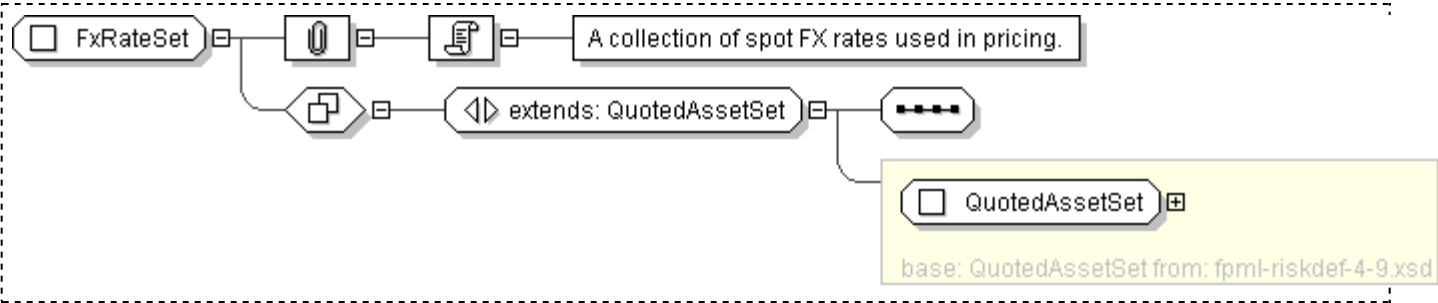 FxRateSet
A collection of spot FX rates used in pricing.
extends: QuotedAssetSet
QuotedAssetSet
base: QuotedAssetSet from: fpml-riskdef-4-9.xsd